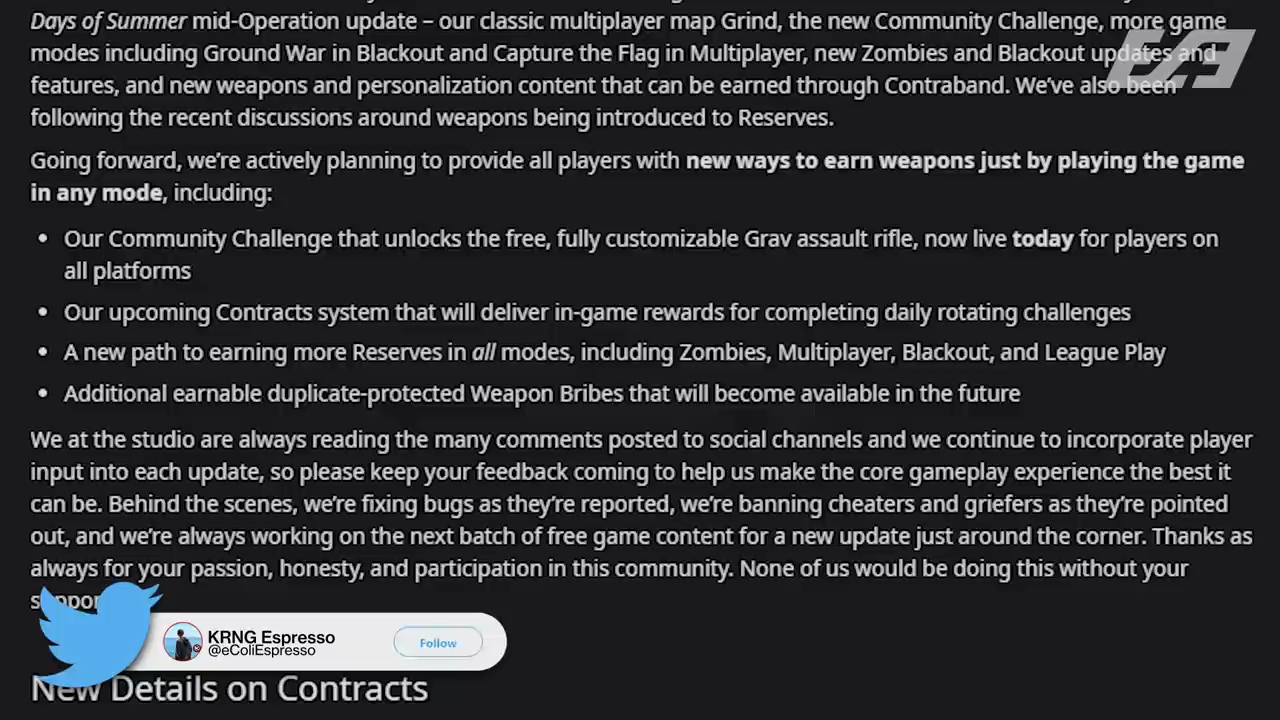 Days of Summer mid-Operation update – our classic multiplayer map Grind, the new Community Challenge, more game
modes including Ground War in Blackout and Capture the Flag in Multiplayer, new Zombies and Blackout updates and
features, and new weapons and personalization content that can be earned through Contraband. We've also been
following the recent discussions around weapons being introduced to Reserves.
Going forward, we're actively planning to provide all players with new ways to earn weapons just by playing the game
in any mode, including:
• Our Community Challenge that unlocks the free, fully customizable Grav assault rifle, now live today for players on
all platforms
• Our upcoming Contracts system that will deliver in-game rewards for completing daily rotating challenges
• A new path to earning more Reserves in all modes, including Zombies, Multiplayer, Blackout, and League Play
• Additional earnable duplicate-protected Weapon Bribes that will become available in the future
We at the studio are always reading the many comments posted to social channels and we continue to incorporate player
input into each update, so please keep your feedback coming to help us make the core gameplay experience the best it
can be. Behind the scenes, we're fixing bugs as they're reported, we're banning cheaters and griefers as they're pointed
out, and we're always working on the next batch of free game content for a new update just around the corner. Thanks as
always for your passion, honesty, and participation in this community. None of us would be doing this without your
KRNG Espresso
@eColiEspresso
Follow
New Details on Contracts